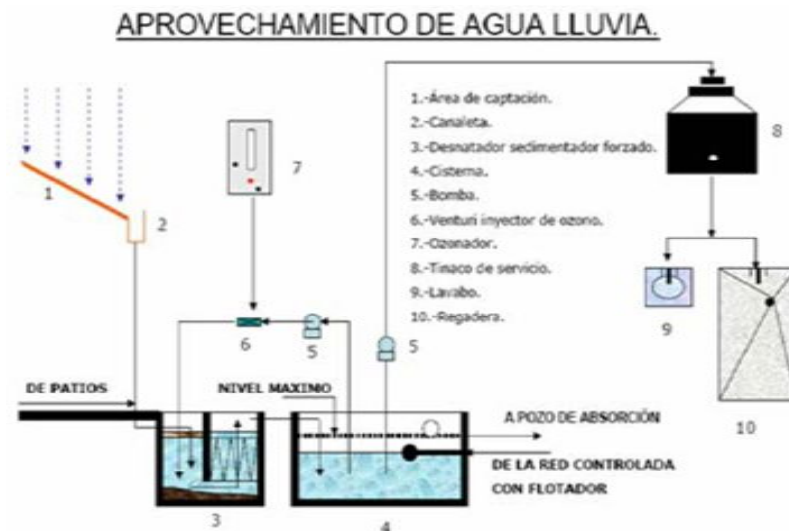 APROVECHAMIENTO DE AGUA LLUVIA.
1.-Área de captación.
2.-Canaleta.
3.-Desnatador sedimentador forzado.
4.-Cisterna.
5.-Bomba.
6.-Venturi inyector de ozono.
7.-Ozonador.
8.-Tinaco de servicio.
9.-Lavabo.
10.-Regadera.
1
2
7
8
6
5
5
9
10
DE PATIOS
NIVEL MAXIMO
A POZO DE ABSORCIÓN
DE LA RED CONTROLADA
CON FLOTADOR
3
4